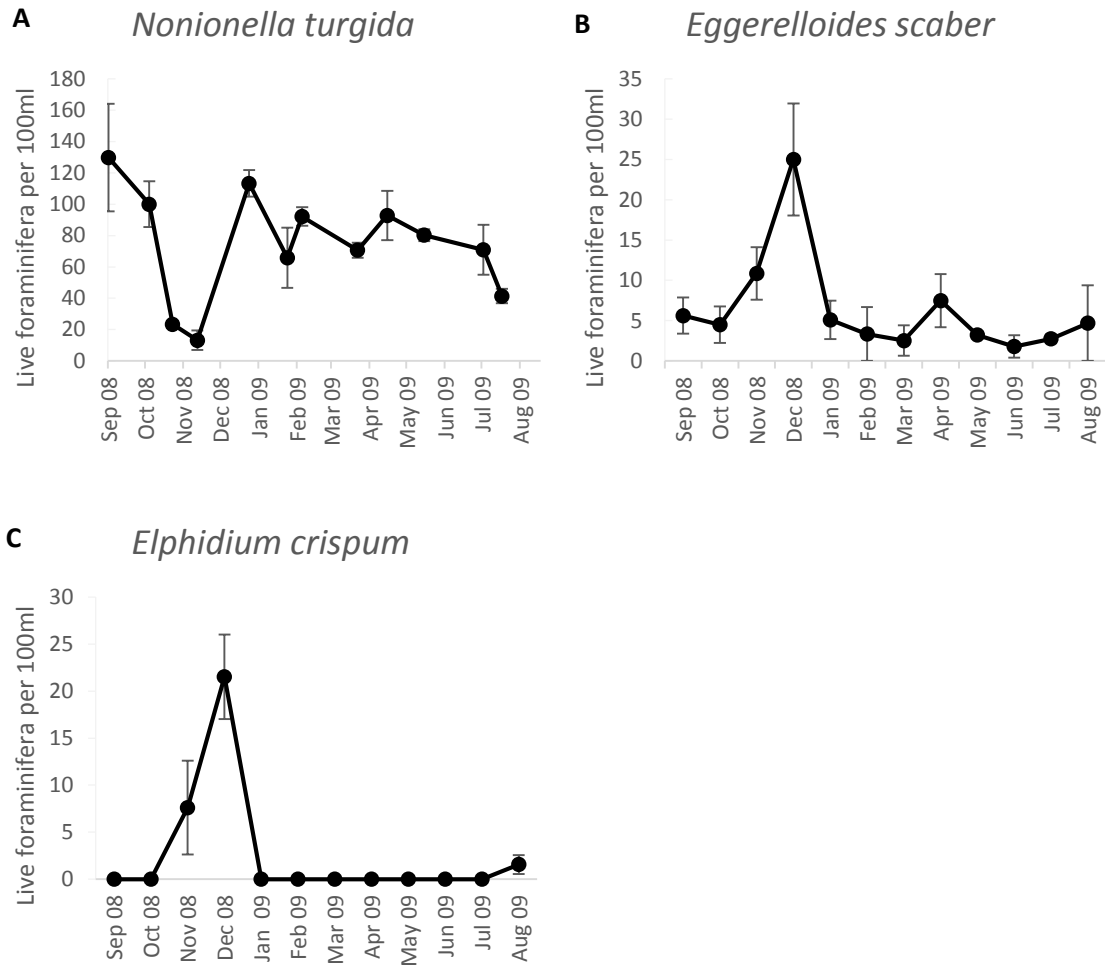 A
Nonionella turgida
Live foraminifera per 100ml
180
160
140
120
100
80
60
40
20
0
Sep 08
Oct 08
Nov 08
Dec 08
Jan 09
Feb 09
Mar 09
Apr 09
May 09
Jun 09
Jul 09
Aug 09
B
Eggerelloides scaber
Live foraminifera per 100ml
35
30
25
20
15
10
5
0
Sep 08
Oct 08
Nov 08
Dec 08
Jan 09
Feb 09
Mar 09
Apr 09
May 09
Jun 09
Jul 09
Aug 09
C
Elphidium crispum
Live foraminifera per 100ml
30
25
20
15
10
5
0
Sep 08
Oct 08
Nov 08
Dec 08
Jan 09
Feb 09
Mar 09
Apr 09
May 09
Jun 09
Jul 09
Aug 09